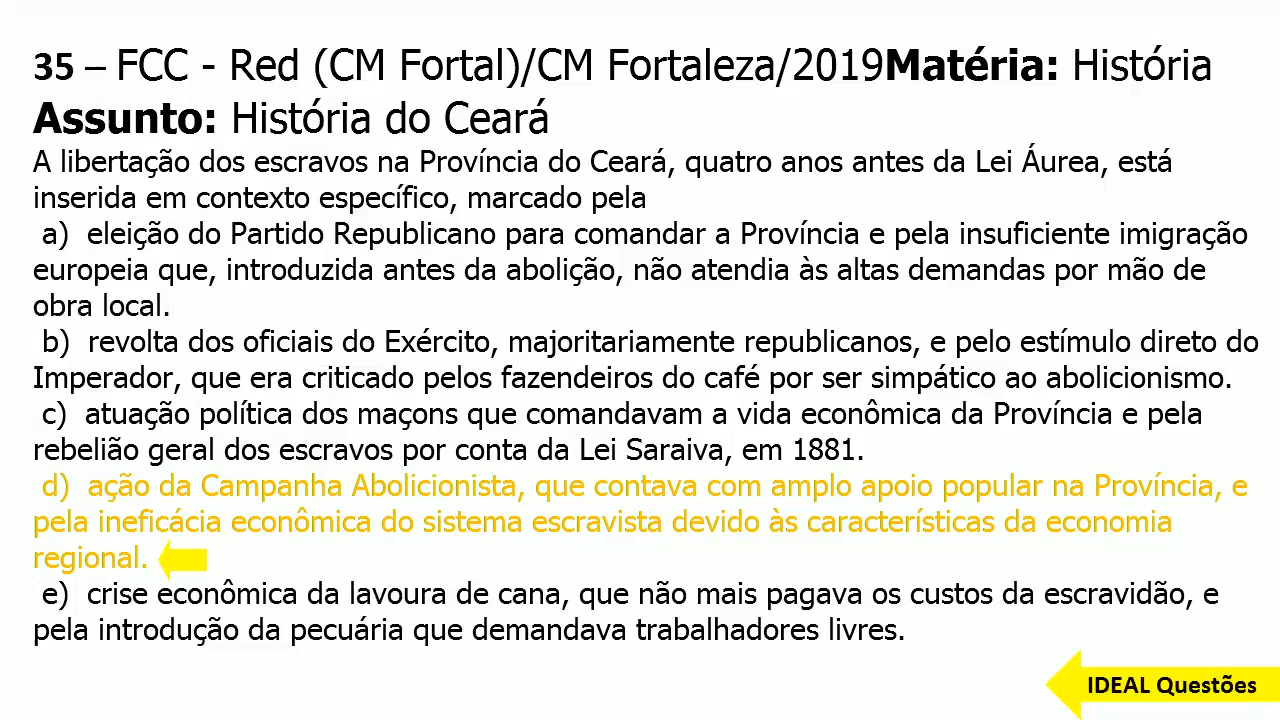 35 – FCC - Red (CM Fortal)/CM Fortaleza/2019Matéria: História
Assunto: História do Ceará
A libertação dos escravos na Província do Ceará, quatro anos antes da Lei Áurea, está
inserida em contexto específico, marcado pela
a) eleição do Partido Republicano para comandar a Província e pela insuficiente imigração
europeia que, introduzida antes da abolição, não atendia às altas demandas por mão de
obra local.
b) revolta dos oficiais do Exército, majoritariamente republicanos, e pelo estímulo direto do
Imperador, que era criticado pelos fazendeiros do café por ser simpático ao abolicionismo.
c) atuação política dos maçons que comandavam a vida econômica da Província e pela
rebelião geral dos escravos por conta da Lei Saraiva, em 1881.
d) ação da Campanha Abolicionista, que contava com amplo apoio popular na Província, e
pela ineficácia econômica do sistema escravista devido às características da economia
regional.
e) crise econômica da lavoura de cana, que não mais pagava os custos da escravidão, e
pela introdução da pecuária que demandava trabalhadores livres.
IDEAL Questões